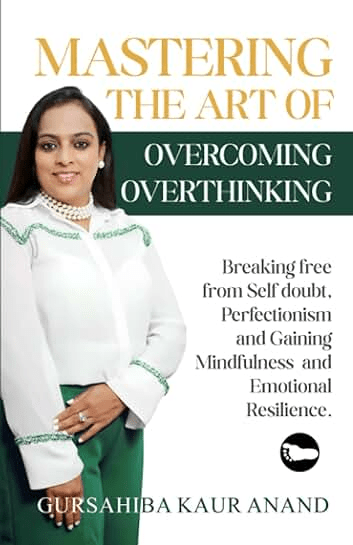 MASTERING
THE ART OF
OVERCOMING
OVERTHINKING
Breaking free
from Self doubt,
Perfectionism
and Gaining
Mindfulness and
Emotional
Resilience.
GURSAHIBA KAUR ANAND